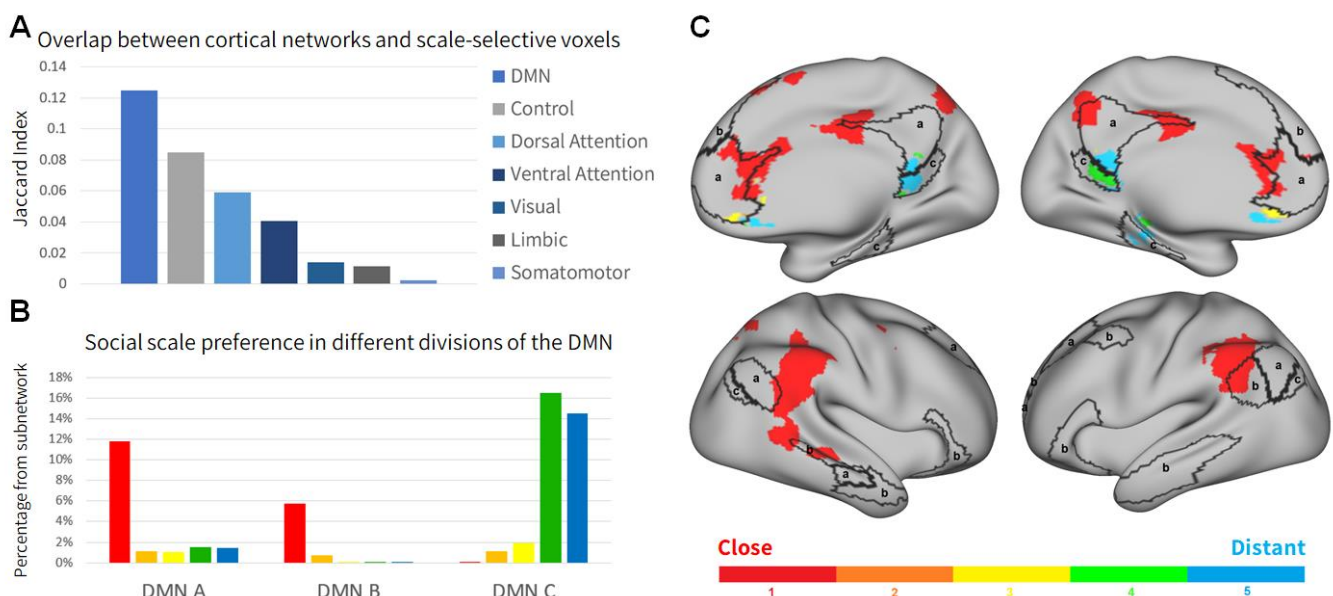 A
Overlap between cortical networks and scale-selective voxels
Jaccard Index
0.14
0.12
0.1
0.08
0.06
0.04
0.02
0
DMN
Control
Dorsal Attention
Ventral Attention
Visual
Limbic
Somatomotor
B
Social scale preference in different divisions of the DMN
Percentage from subnetwork
18%
16%
14%
12%
10%
8%
6%
4%
2%
0%
DMN A
DMN B
DMN C
C
b
a
a
c
c
a
c
c
b
a
a
c
b
a
b
a
b
a
b
a
b
a
b
b
a
c
b
Close
Distant
1
2
3
4
5